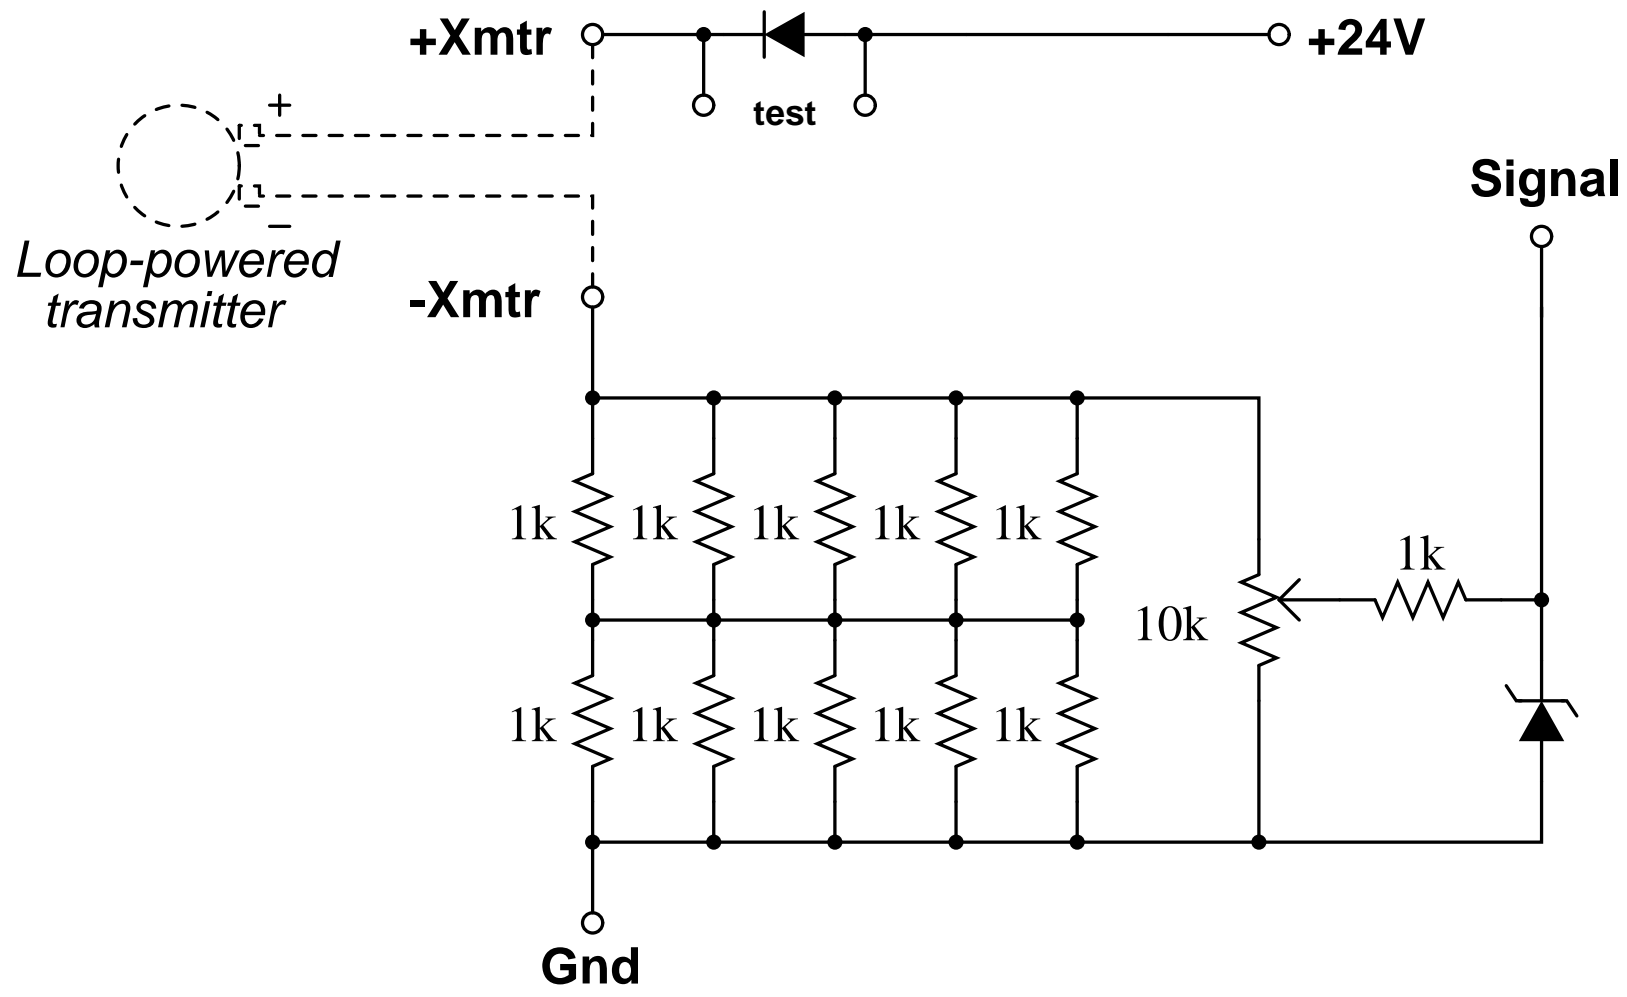 +Xmtr
+24V
+
test
Signal
–
Loop-powered
transmitter
-Xmtr
1k 1k 1k 1k 1k
1k
10k
1k 1k 1k 1k 1k
Gnd